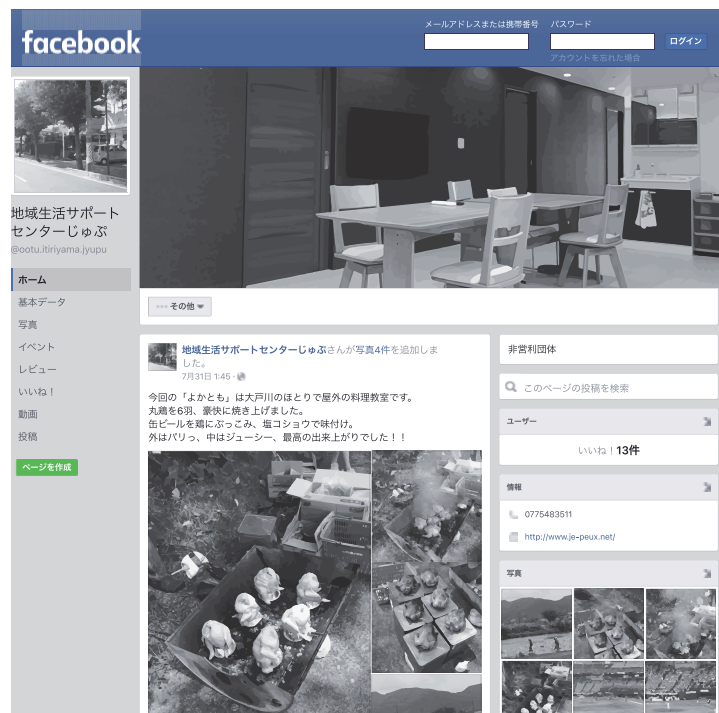 facebook
メールアドレスまたは携帯番号
パスワード
ログイン
アカウントを忘れた場合
地域生活サポート
センターじゅぷ
@ootu.itiriyama.jyupu
ホーム
基本データ
写真
イベント
レビュー
いいね！
動画
投稿
ページを作成
その他
地域生活サポートセンターじゅぷさんが写真4件を追加しま
した。
7月31日 1:45
今回の「よかとも」は大戸川のほとりで屋外の料理教室です。
丸鶏を6羽、豪快に焼き上げました。
缶ビールを鶏にぶっこみ、塩コショウで味付け。
外はパリっ、中はジューシー、最高の出来上がりでした！！
非営利団体
このページの投稿を検索
ユーザー
いいね！13件
情報
0775483511
http://www.je-peux.net/
写真